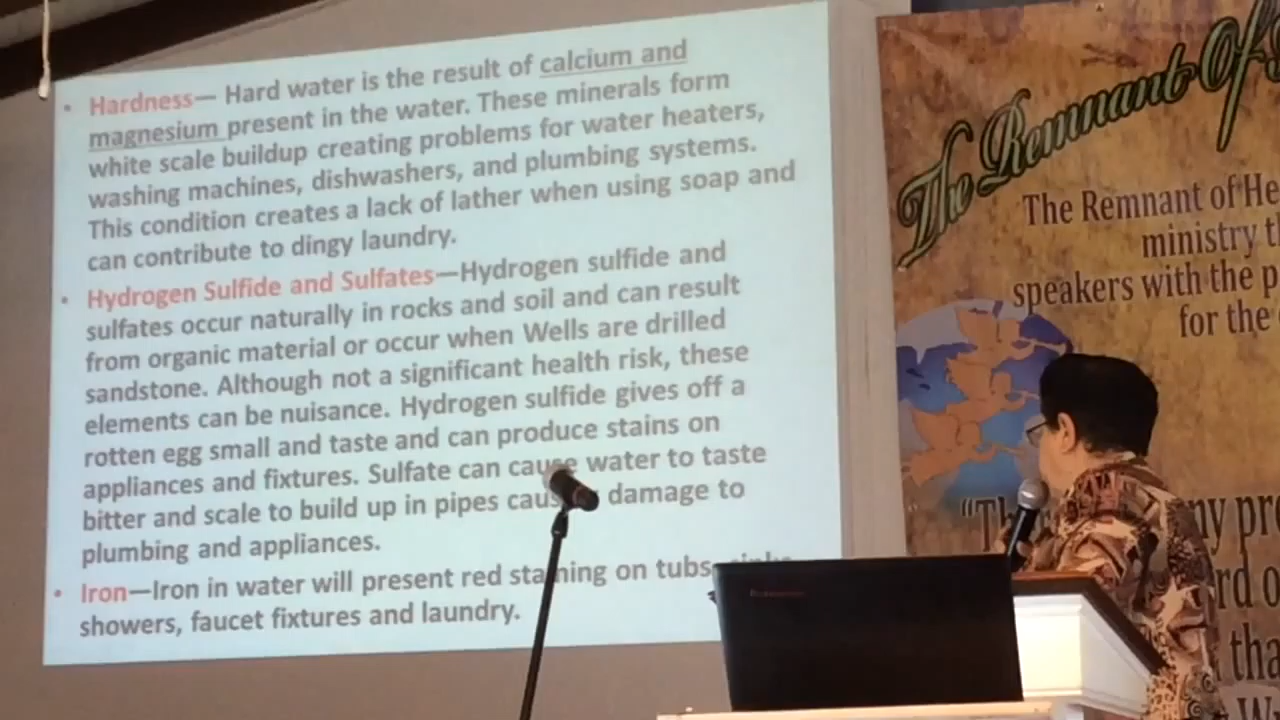 • Hardness— Hard water is the result of calcium and
magnesium present in the water. These minerals form
white scale buildup creating problems for water heaters,
washing machines, dishwashers, and plumbing systems.
This condition creates a lack of lather when using soap and
can contribute to dingy laundry.
• Hydrogen Sulfide and Sulfates—Hydrogen sulfide and
sulfates occur naturally in rocks and soil and can result
from organic material or occur when Wells are drilled
sandstone. Although not a significant health risk, these
elements can be nuisance. Hydrogen sulfide gives off a
rotten egg small and taste and can produce stains on
appliances and fixtures. Sulfate can cause water to taste
bitter and scale to build up in pipes damage to
plumbing and appliances.
• Iron—Iron in water will present red staining on tubs,
showers, faucet fixtures and laundry.
The Remnant Of
The Remnant of He
ministry t
speakers with the p
for the